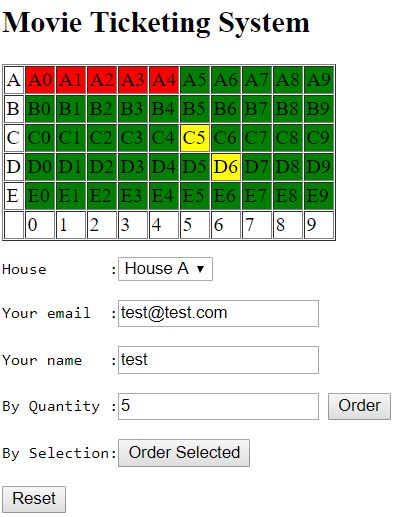 Movie Ticketing System
A A0 A1 A2 A3 A4 A5 A6 A7 A8 A9
B B0 B1 B2 B3 B4 B5 B6 B7 B8 B9
C C0 C1 C2 C3 C4 C5 C6 C7 C8 C9
D D0 D1 D2 D3 D4 D5 D6 D7 D8 D9
E E0 E1 E2 E3 E4 E5 E6 E7 E8 E9
0 1 2 3 4 5 6 7 8 9
House :House A
Your email :test@test.com
Your name :test
By Quantity :5 Order
By Selection:Order Selected
Reset